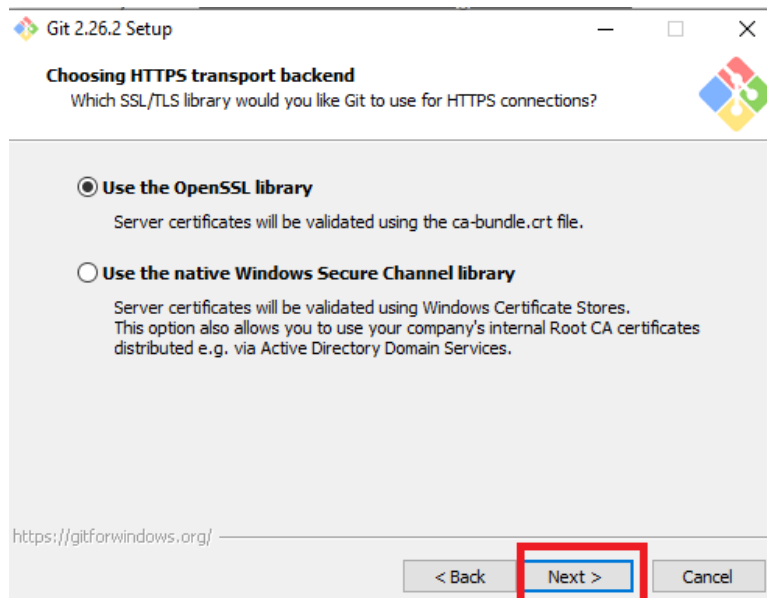 Git 2.26.2 Setup
Choosing HTTPS transport backend
Which SSL/TLS library would you like Git to use for HTTPS connections?
Use the OpenSSL library
Server certificates will be validated using the ca-bundle.crt file.
Use the native Windows Secure Channel library
Server certificates will be validated using Windows Certificate Stores.
This option also allows you to use your company's internal Root CA certificates
distributed e.g. via Active Directory Domain Services.
https://gitforwindows.org/
< Back Next > Cancel